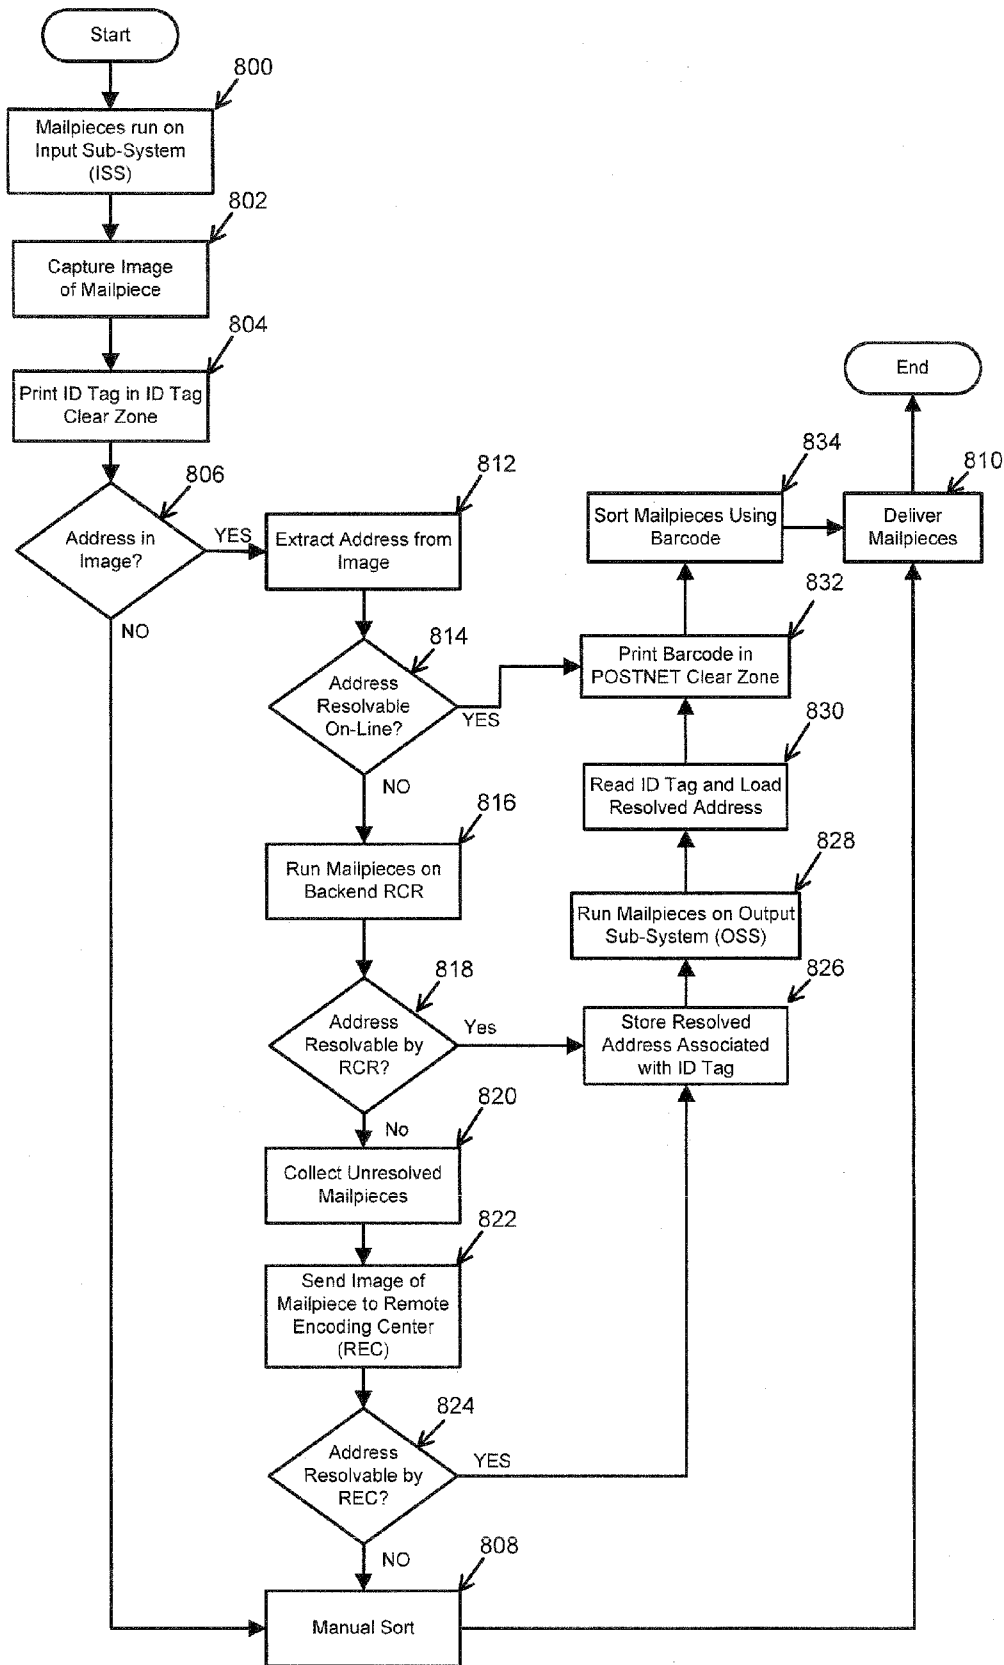 Start
800
Mailpieces run on
Input Sub-System
(ISS)
802
Capture Image
of Mailpiece
804
Print ID Tag in ID Tag
Clear Zone
806
Address in
Image?
YES
NO
812
Extract Address from
Image
814
Address
Resolvable
On-Line?
YES
NO
816
Run Mailpieces on
Backend RCR
818
Address
Resolvable by
RCR?
Yes
No
820
Collect Unresolved
Mailpieces
822
Send Image of
Mailpiece to Remote
Encoding Center
(REC)
824
Address
Resolvable by
REC?
YES
NO
808
Manual Sort
826
Store Resolved
Address Associated
with ID Tag
828
Run Mailpieces on Output
Sub-System (OSS)
830
Read ID Tag and Load
Resolved Address
832
Print Barcode in
POSTNET Clear Zone
834
Sort Mailpieces Using
Barcode
810
Deliver
Mailpieces
End